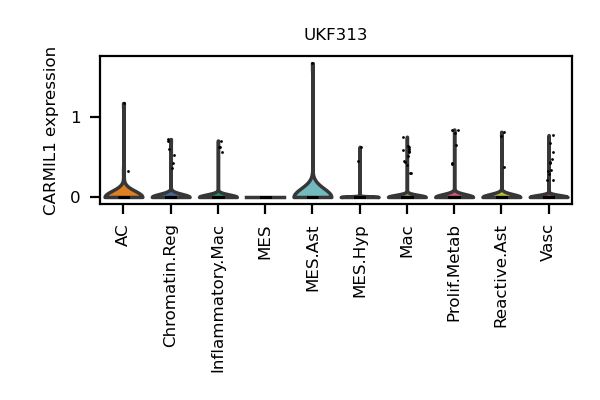 UKF313
CARMIL1 expression
1
0
AC
Chromatin.Reg
Inflammatory.Mac
MES
MES.Ast
MES.Hyp
Mac
Prolif.Metab
Reactive.Ast
Vasc